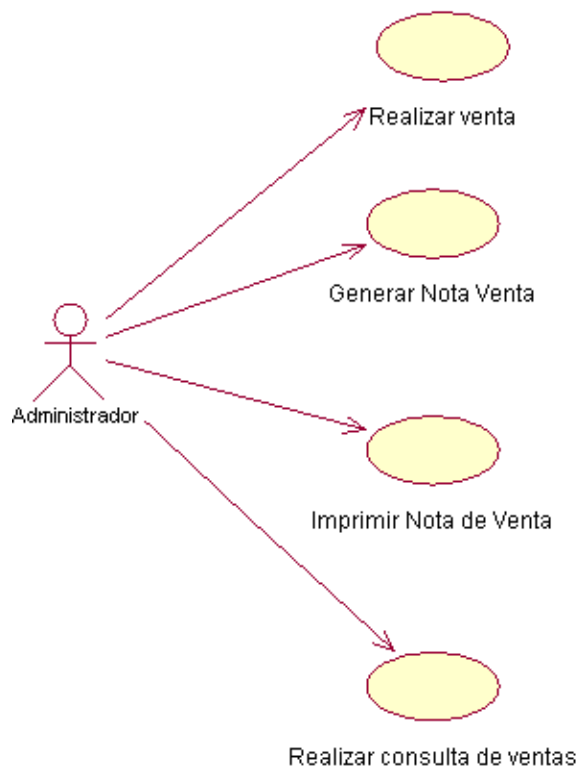 Realizar venta
Generar Nota Venta
Administrador
Imprimir Nota de Venta
Realizar consulta de ventas